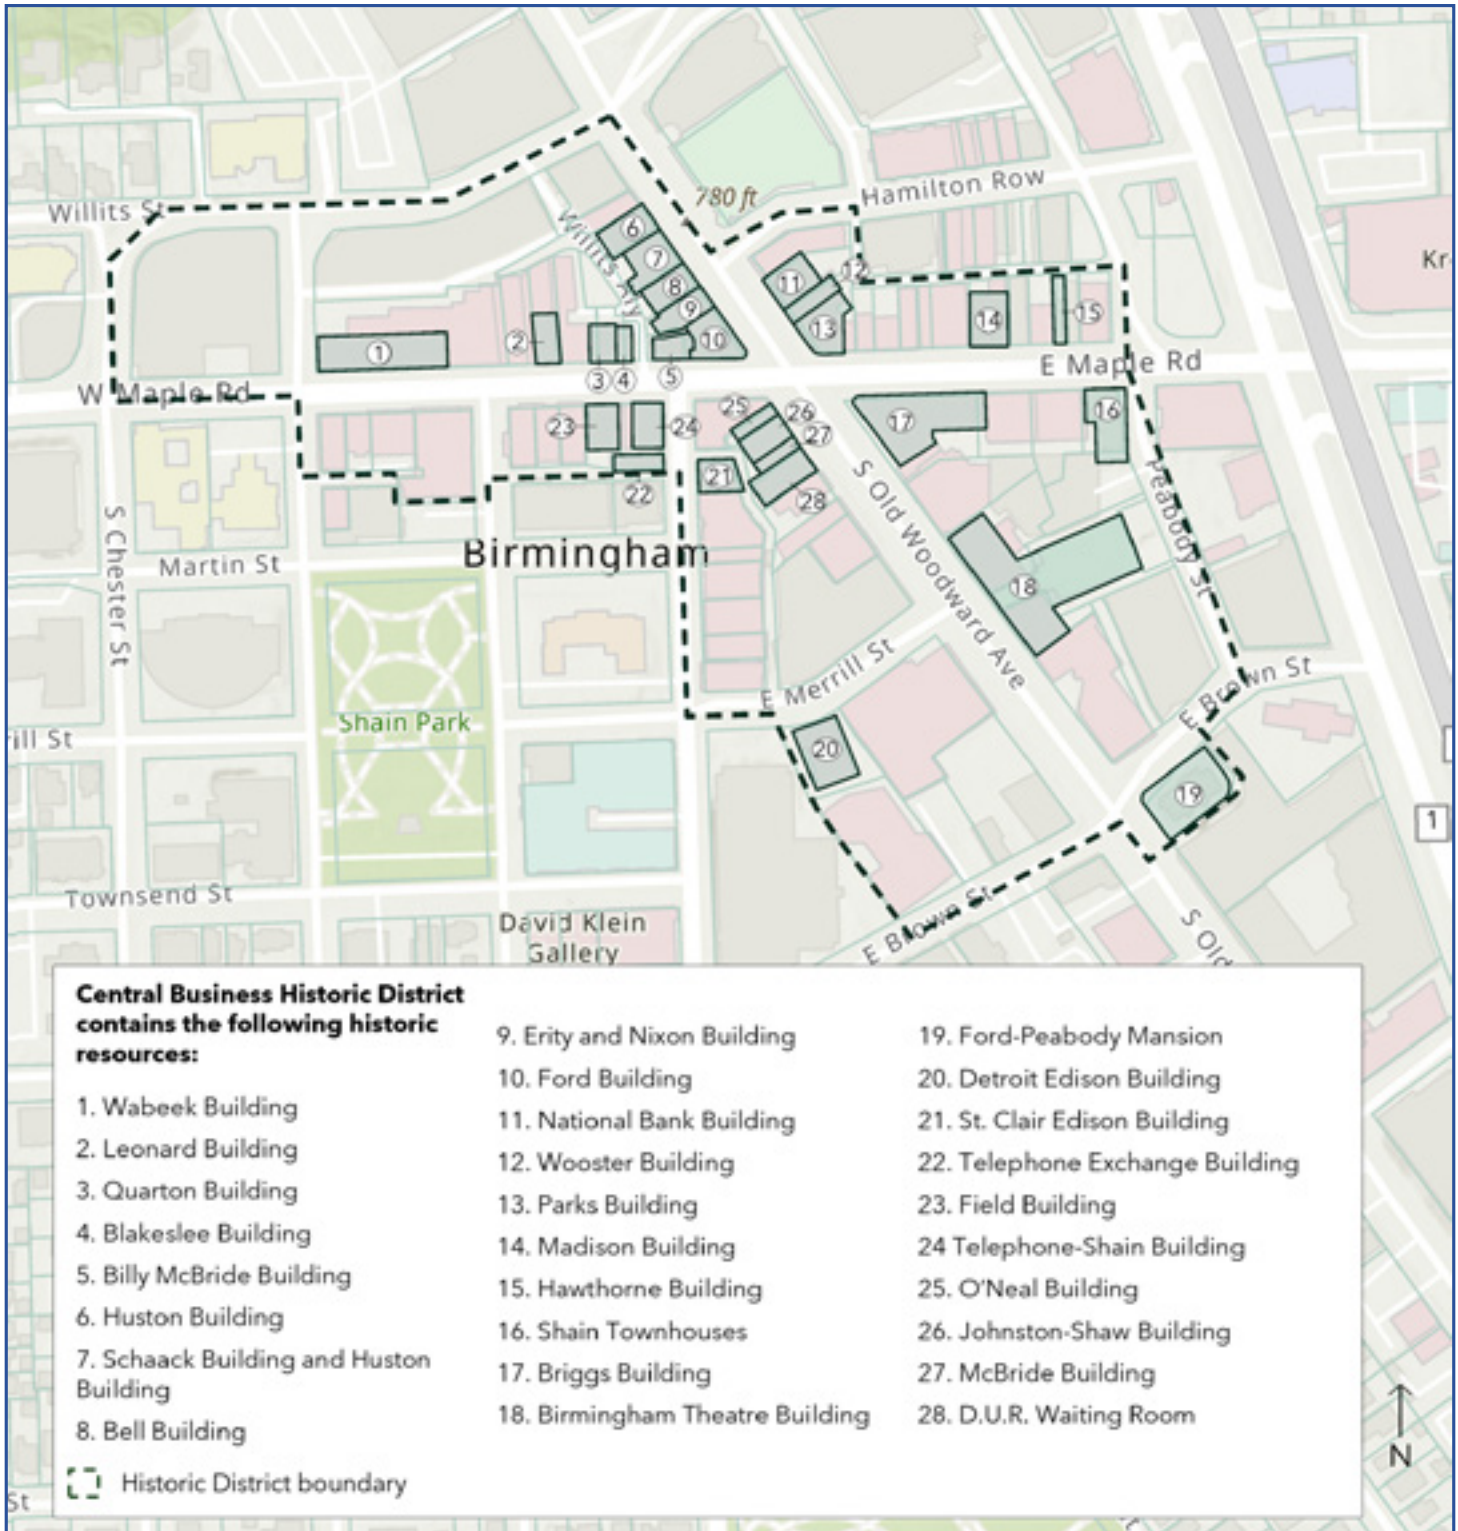 780 ft
Hamilton Row
Willits St
Willits Aly
Kr
6
7
8
9
10
11
12
13
14
15
1
2
3
4
5
E Maple Rd
W Maple Rd
16
17
23
24
22
25
26
27
28
21
S Old Woodward Ave
Peabody St
S Chester St
Martin St
Birmingham
18
E Merrill St
E Brown St
Shain Park
rill St
20
19
1
Townsend St
David Klein
Gallery
E Brown St
S Old
Central Business Historic District
contains the following historic
resources:
1. Wabeek Building
2. Leonard Building
3. Quarton Building
4. Blakeslee Building
5. Billy McBride Building
6. Huston Building
7. Schaack Building and Huston
Building
8. Bell Building
9. Erity and Nixon Building
10. Ford Building
11. National Bank Building
12. Wooster Building
13. Parks Building
14. Madison Building
15. Hawthorne Building
16. Shain Townhouses
17. Briggs Building
18. Birmingham Theatre Building
19. Ford-Peabody Mansion
20. Detroit Edison Building
21. St. Clair Edison Building
22. Telephone Exchange Building
23. Field Building
24 Telephone-Shain Building
25. O'Neal Building
26. Johnston-Shaw Building
27. McBride Building
28. D.U.R. Waiting Room
Historic District boundary
N
St